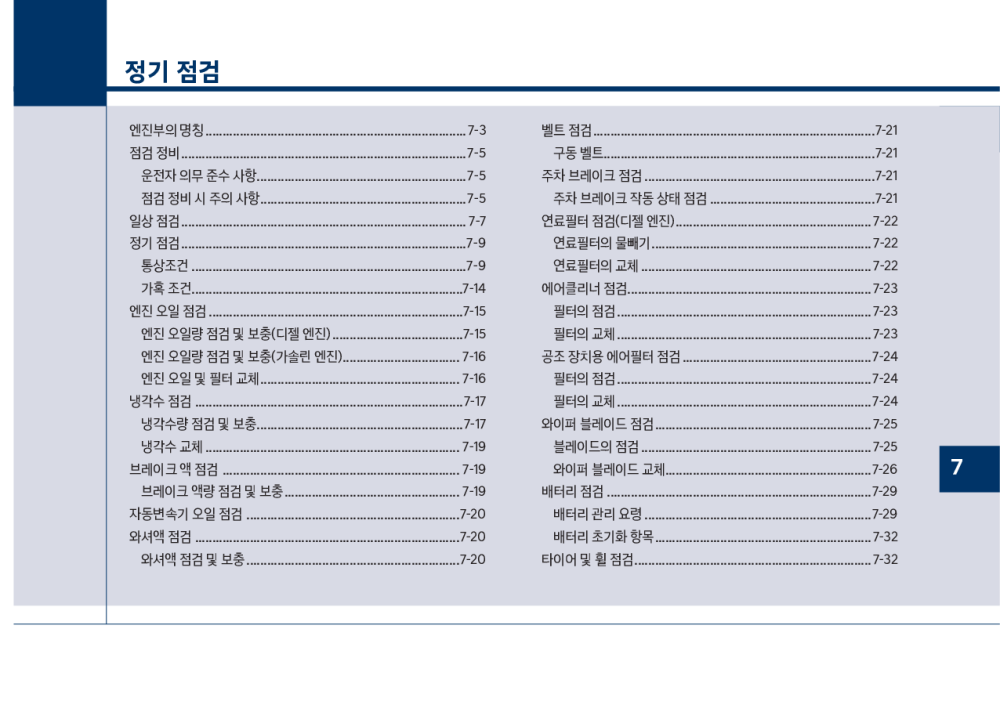 정기 점검
엔진부의 명칭 7-3
점검 정비 7-5
운전자 의무 준수 사항 7-5
점검 정비 시 주의 사항 7-5
일상 점검 7-7
정기 점검 7-9
통상조건 7-9
가혹 조건 7-14
엔진 오일 점검 7-15
엔진 오일량 점검 및 보충(디젤 엔진) 7-15
엔진 오일량 점검 및 보충(가솔린 엔진) 7-16
엔진 오일 및 필터 교체 7-16
냉각수 점검 7-17
냉각수량 점검 및 보충 7-17
냉각수 교체 7-19
브레이크 액 점검 7-19
브레이크 액량 점검 및 보충 7-19
자동변속기 오일 점검 7-20
와셔액 점검 7-20
와셔액 점검 및 보충 7-20
벨트 점검 7-21
구동 벨트 7-21
주차 브레이크 점검 7-21
주차 브레이크 작동 상태 점검 7-21
연료필터 점검(디젤 엔진) 7-22
연료필터의 물빼기 7-22
연료필터의 교체 7-22
에어클리너 점검 7-23
필터의 점검 7-23
필터의 교체 7-23
공조 장치용 에어필터 점검 7-24
필터의 점검 7-24
필터의 교체 7-24
와이퍼 블레이드 점검 7-25
블레이드의 점검 7-25
와이퍼 블레이드 교체 7-26
배터리 점검 7-29
배터리 관리 요령 7-29
배터리 초기화 항목 7-32
타이어 및 휠 점검 7-32
7